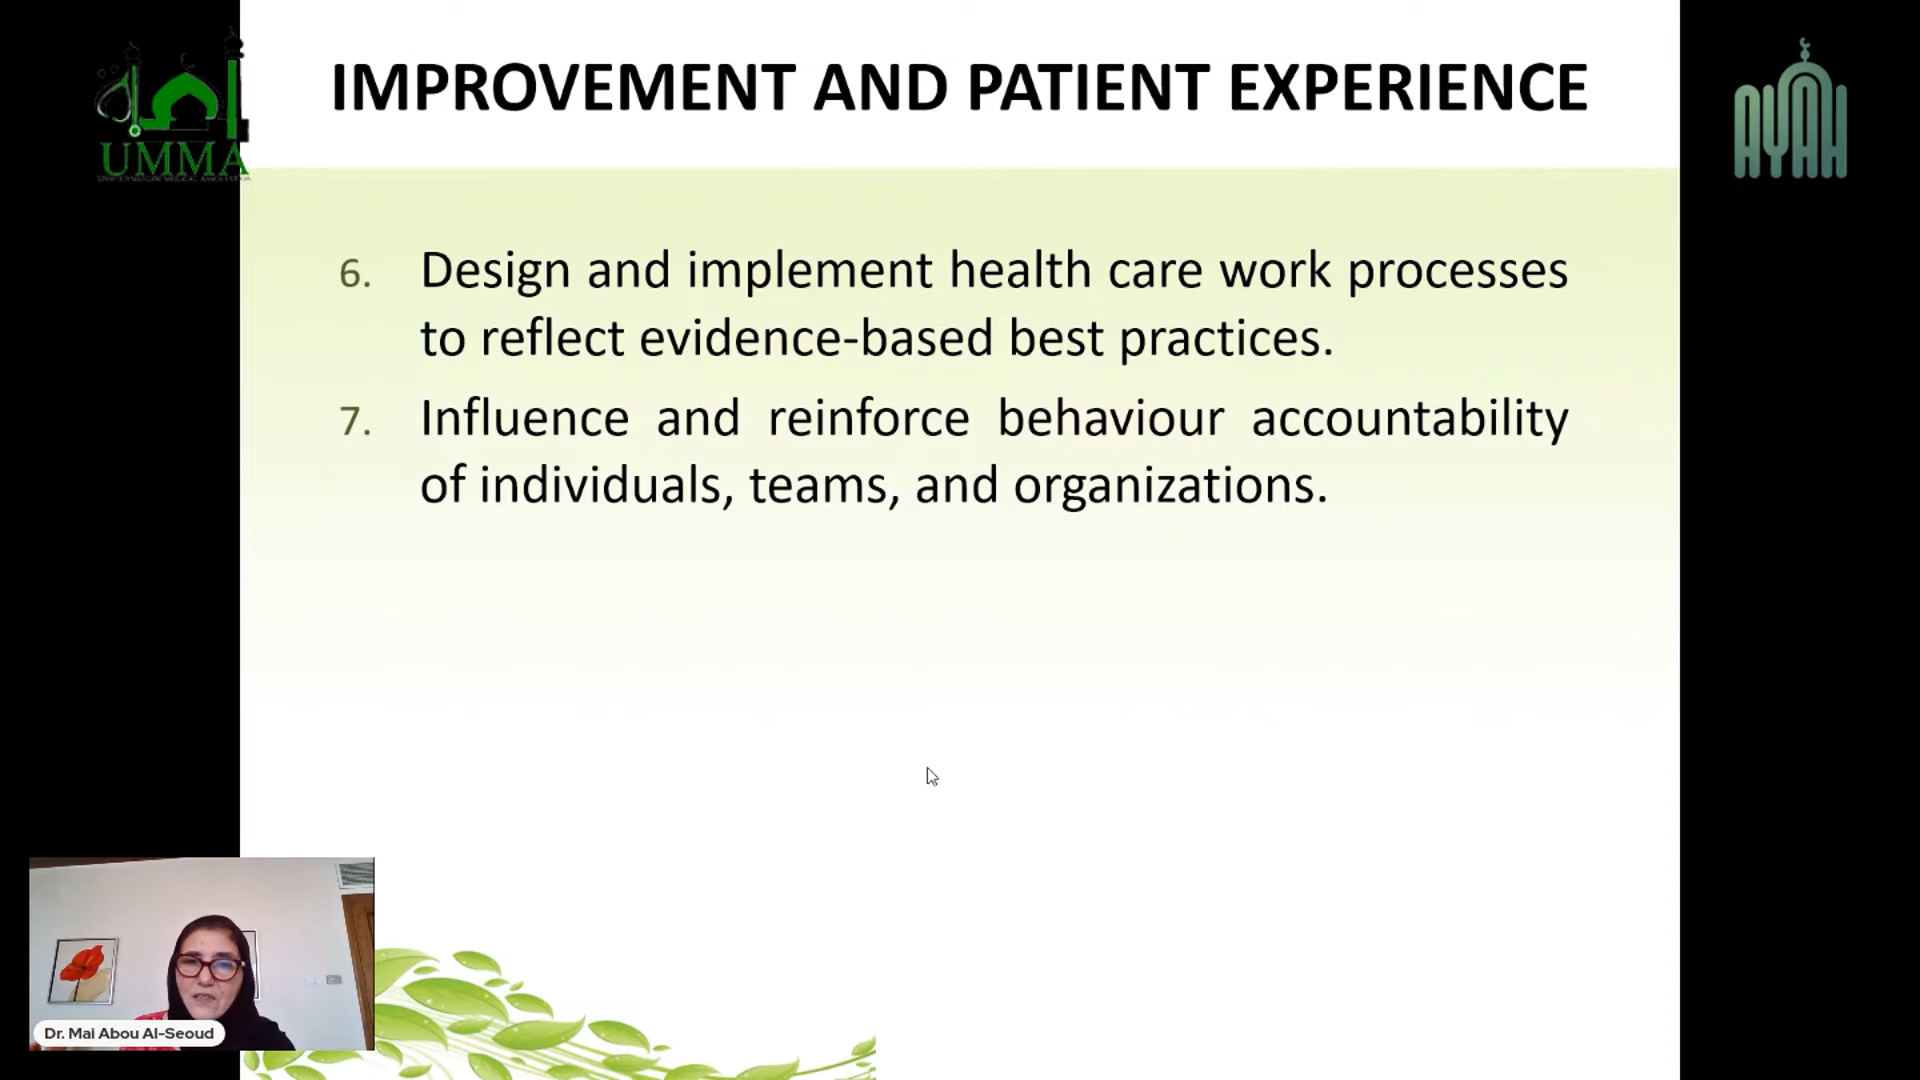 IMPROVEMENT AND PATIENT EXPERIENCE
UMMA
AYAH
6. Design and implement health care work processes
to reflect evidence-based best practices.
7. Influence and reinforce behaviour accountability
of individuals, teams, and organizations.
Dr. Mai Abou Al-Seoud